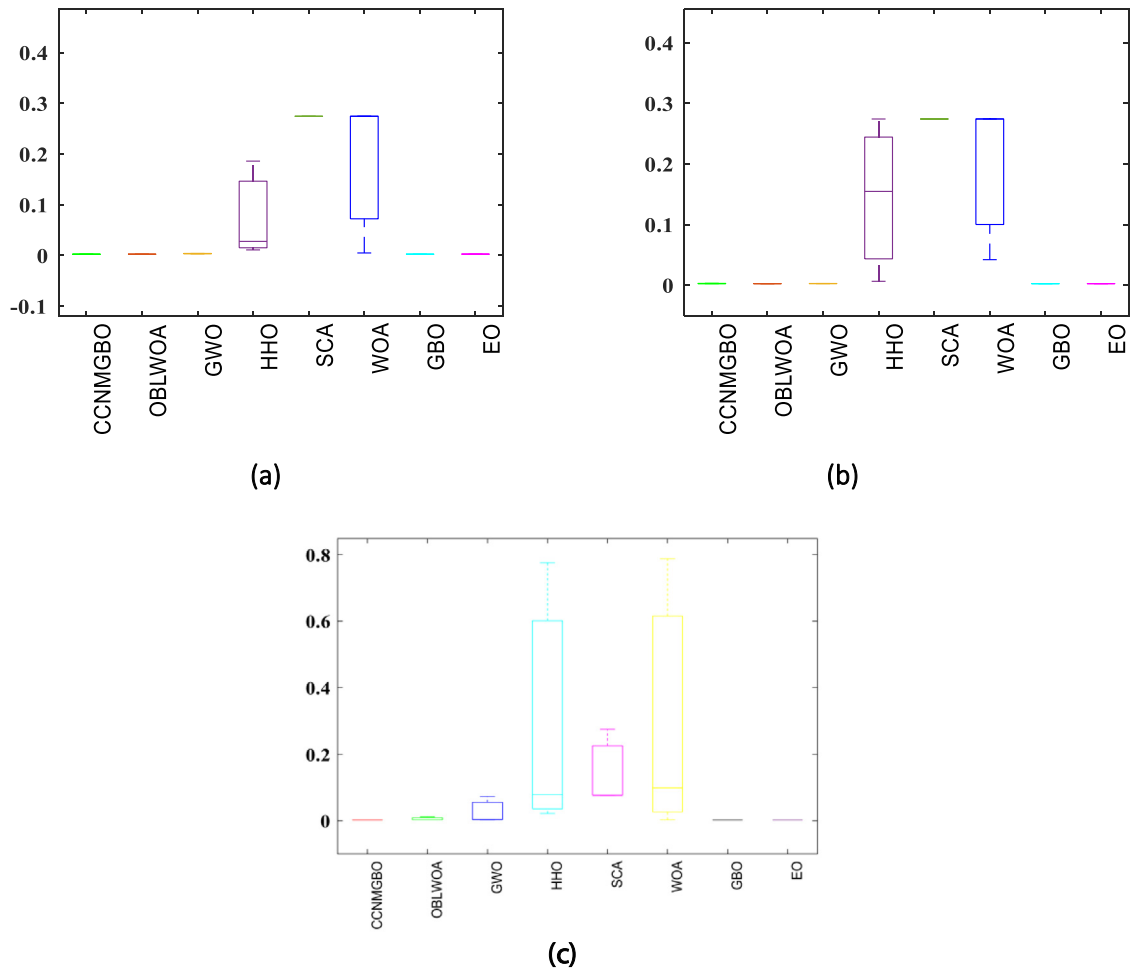 0.4
0.3
0.2
0.1
0
-0.1
CCNMGBO
OBLWOA
GWO
HHO
SCA
WOA
GBO
EO
(a)
0.4
0.3
0.2
0.1
0
CCNMGBO
OBLWOA
GWO
HHO
SCA
WOA
GBO
EO
(b)
0.8
0.6
0.4
0.2
0
CCNMGBO
OBLWOA
GWO
HHO
SCA
WOA
GBO
EO
(c)